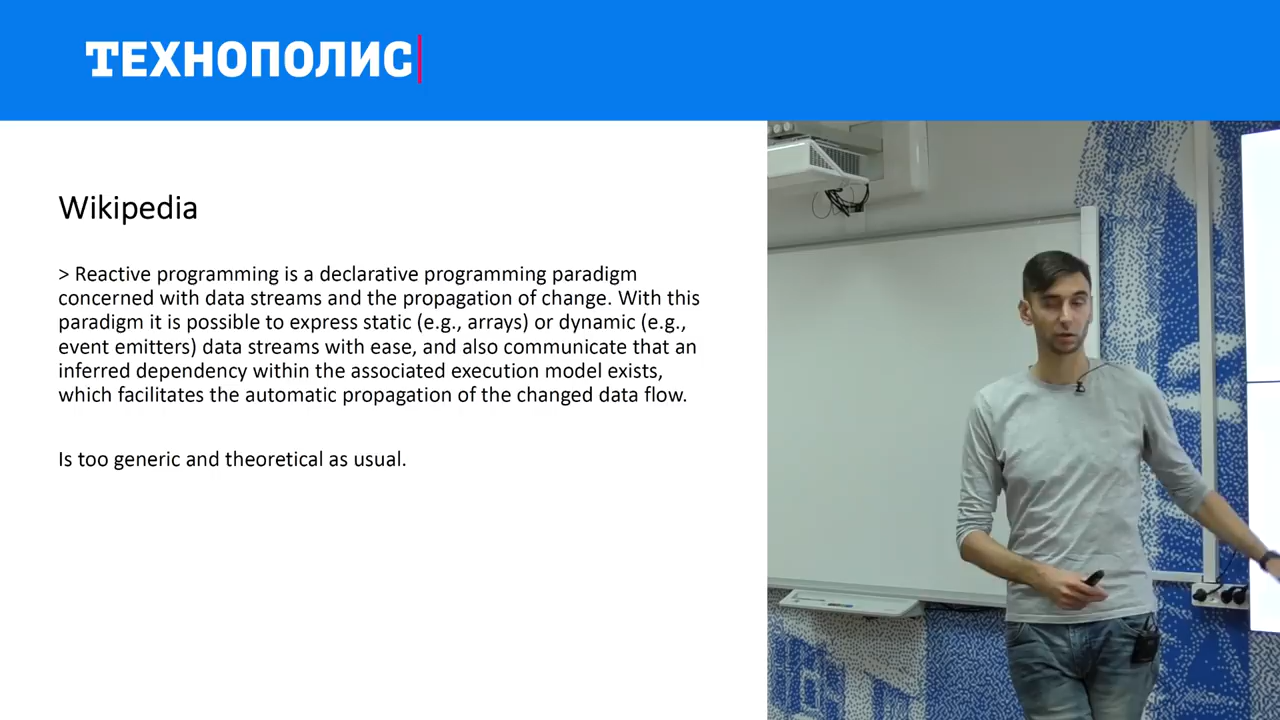 ТЕХНОПОЛИС
Wikipedia
> Reactive programming is a declarative programming paradigm
concerned with data streams and the propagation of change. With this
paradigm it is possible to express static (e.g., arrays) or dynamic (e.g.,
event emitters) data streams with ease, and also communicate that an
inferred dependency within the associated execution model exists,
which facilitates the automatic propagation of the changed data flow.
Is too generic and theoretical as usual.